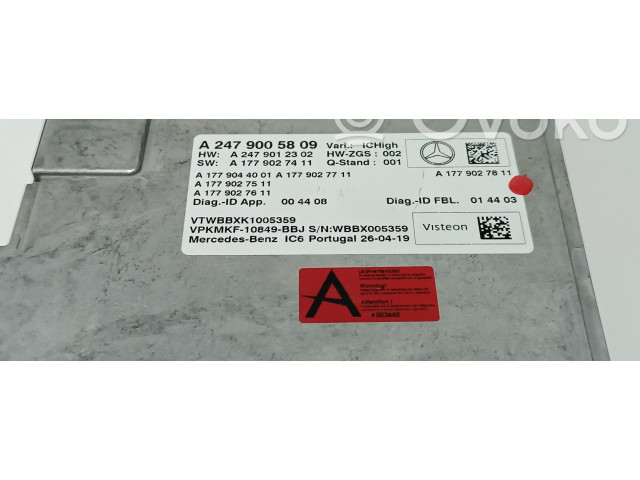 Ovoko
A 247 900 58 09 Vari.: ICHigh
HW: A 247 901 23 02 HW-ZGS : 002
SW: A 177 902 74 11 Q-Stand : 001
A 177 904 40 01 A 177 902 77 11
A 177 902 75 11
A 177 902 76 11
A 177 902 78 11
Diag.-ID App. 00 44 08 Diag.-ID FBL. 01 44 03
VTWBBXK1005359
VPKMKF-10849-BBJ S/N:WBBX005359
Mercedes-Benz IC6 Portugal 26-04-19
Visteon
A
Warning!
Attention !